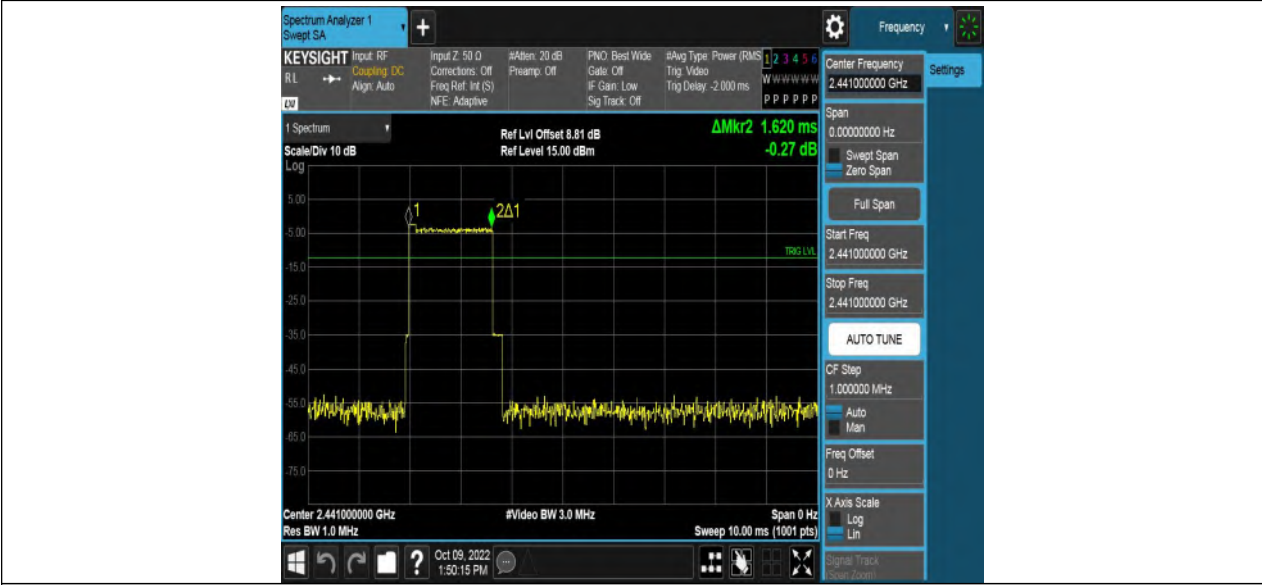 Spectrum Analyzer 1
Swept SA
+
Frequency
KEYSIGHT
RL
LXI
Input: RF
Coupling: DC
Align: Auto
Input Z: 50 Ω
Corrections: Off
Freq Ref: Int (S)
NFE: Adaptive
#Atten: 20 dB
Preamp: Off
PNO: Best Wide
Gate: Off
IF Gain: Low
Sig Track: Off
#Avg Type: Power (RMS
Trig: Video
Trig Delay: -2.000 ms
1 2 3 4 5 6
W W W W W W
P P P P P P
1 Spectrum
Scale/Div 10 dB
Log
Ref Lvl Offset 8.81 dB
Ref Level 15.00 dBm
ΔMkr2 1.620 ms
-0.27 dB
5.00
-5.00
-15.0
-25.0
-35.0
-45.0
-55.0
-65.0
-75.0
1
2Δ1
TRIG LVL
Center 2.441000000 GHz
Res BW 1.0 MHz
#Video BW 3.0 MHz
Span 0 Hz
Sweep 10.00 ms (1001 pts)
?
Oct 09, 2022
1:50:15 PM
Center Frequency
2.441000000 GHz
Settings
Span
0.00000000 Hz
Swept Span
Zero Span
Full Span
Start Freq
2.441000000 GHz
Stop Freq
2.441000000 GHz
AUTO TUNE
CF Step
1.000000 MHz
Auto
Man
Freq Offset
0 Hz
X Axis Scale
Log
Lin
Signal Track
(Span Zoom)